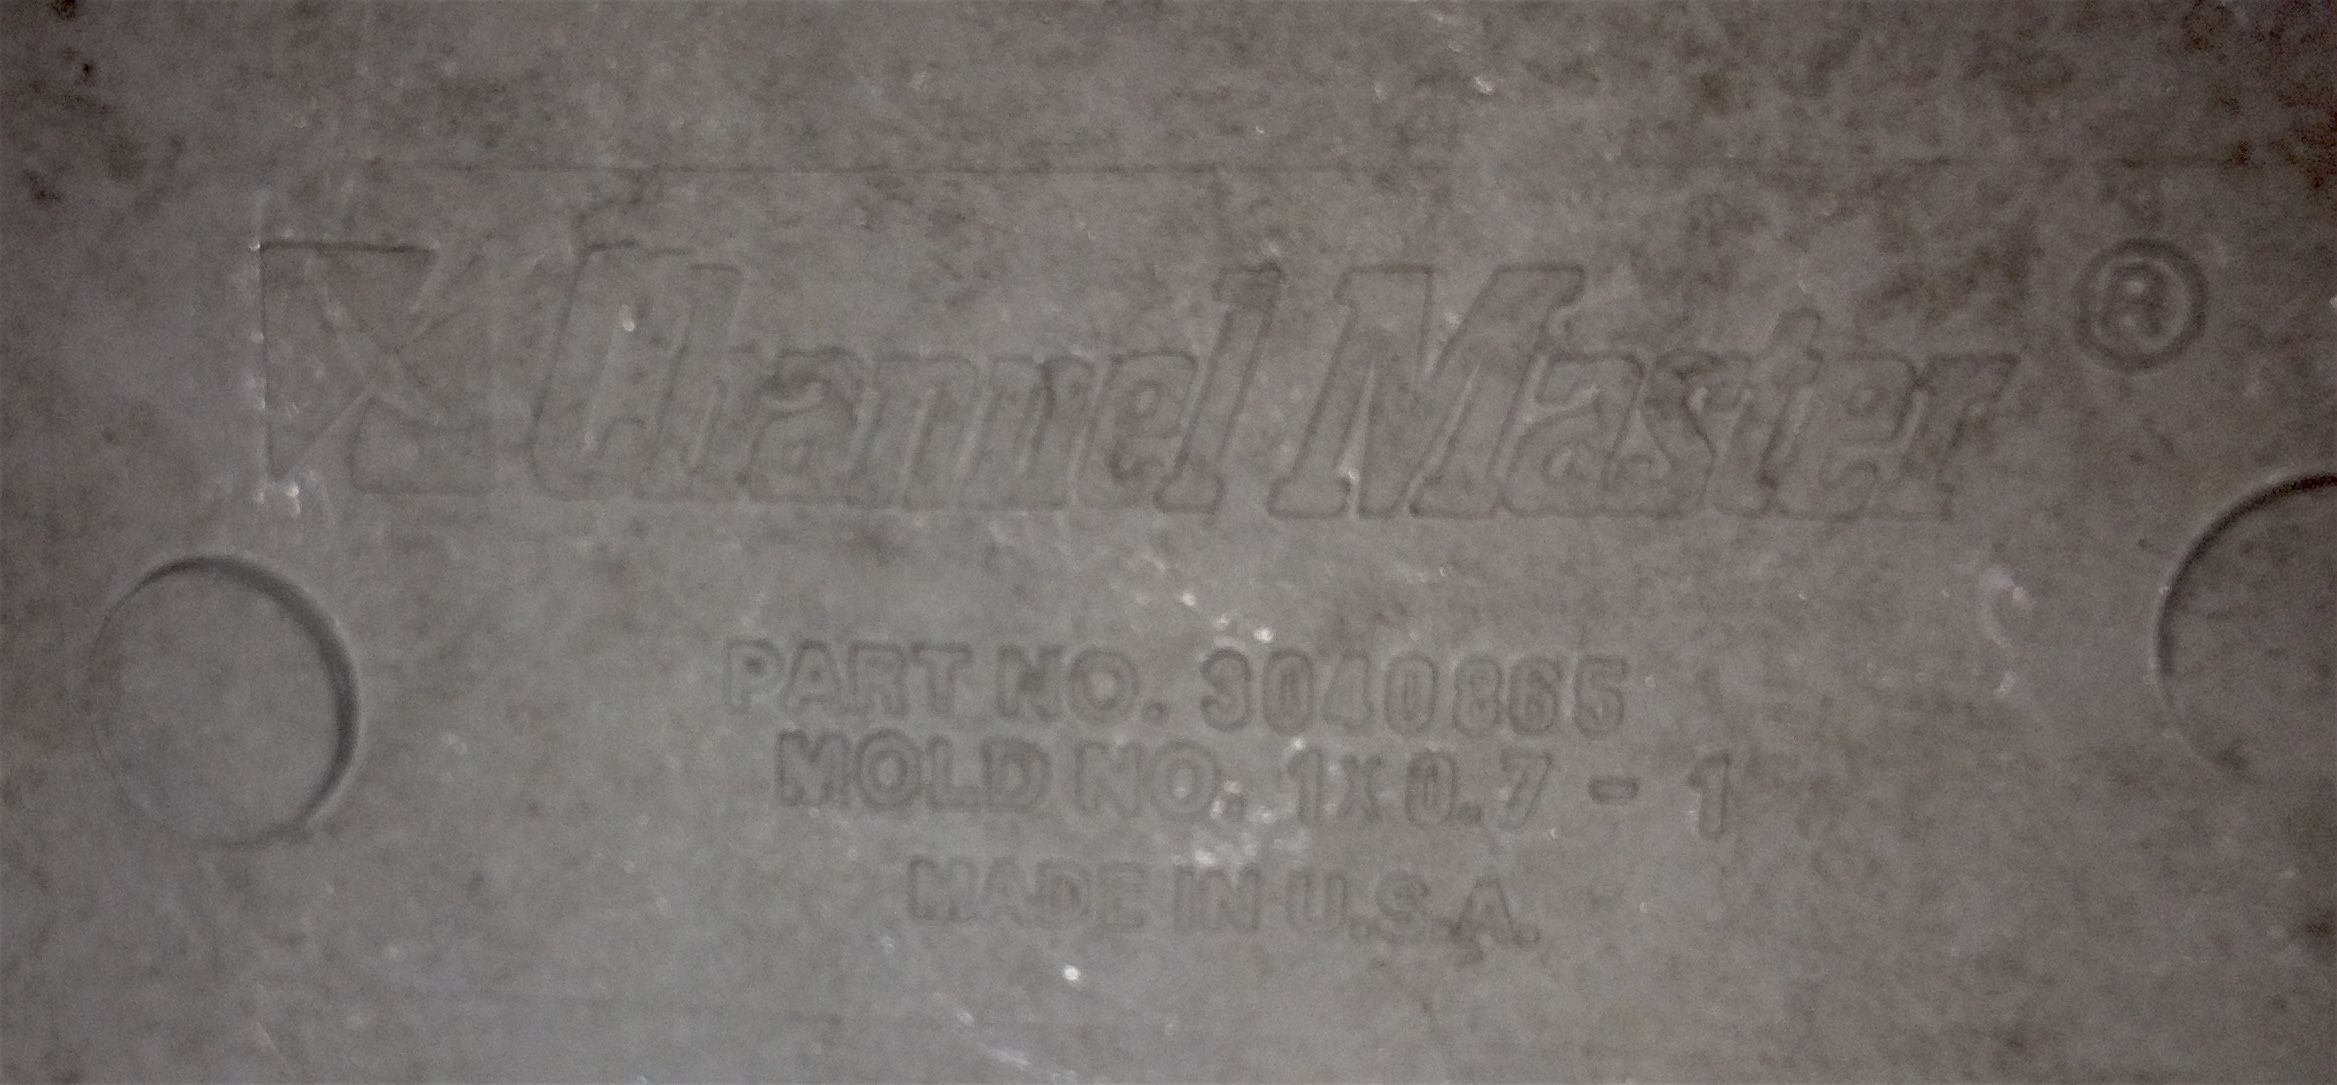 Channel Master ®
PART NO. 3040865
MOLD NO. 1X0.7 - 1
MADE IN U.S.A.